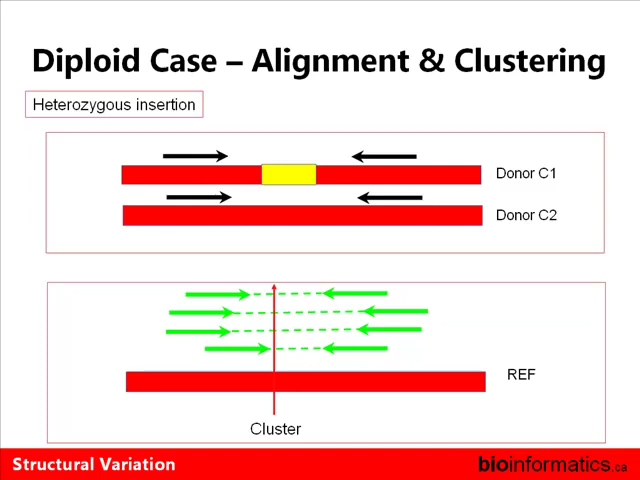 Diploid Case – Alignment & Clustering
Heterozygous insertion
Donor C1
Donor C2
REF
Cluster
Structural Variation
bioinformatics.ca